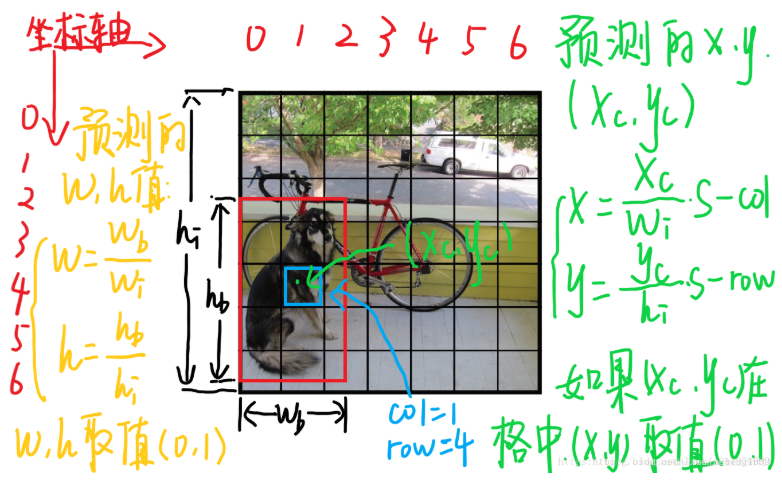 坐标轴
0 1 2 3 4 5 6
0
1
2
3
4
5
6
预测的
w,h值:
w=wb/wi
h=hb/hi
w,h取值(0,1)
hi
hb
wb
(xc,yc)
col=1
row=4
预测的x,y.
(xc,yc)
x=xc/wi·s-col
y=yc/hi·s-row
如果(xc,yc)在
格中.(x,y)取值(0,1)